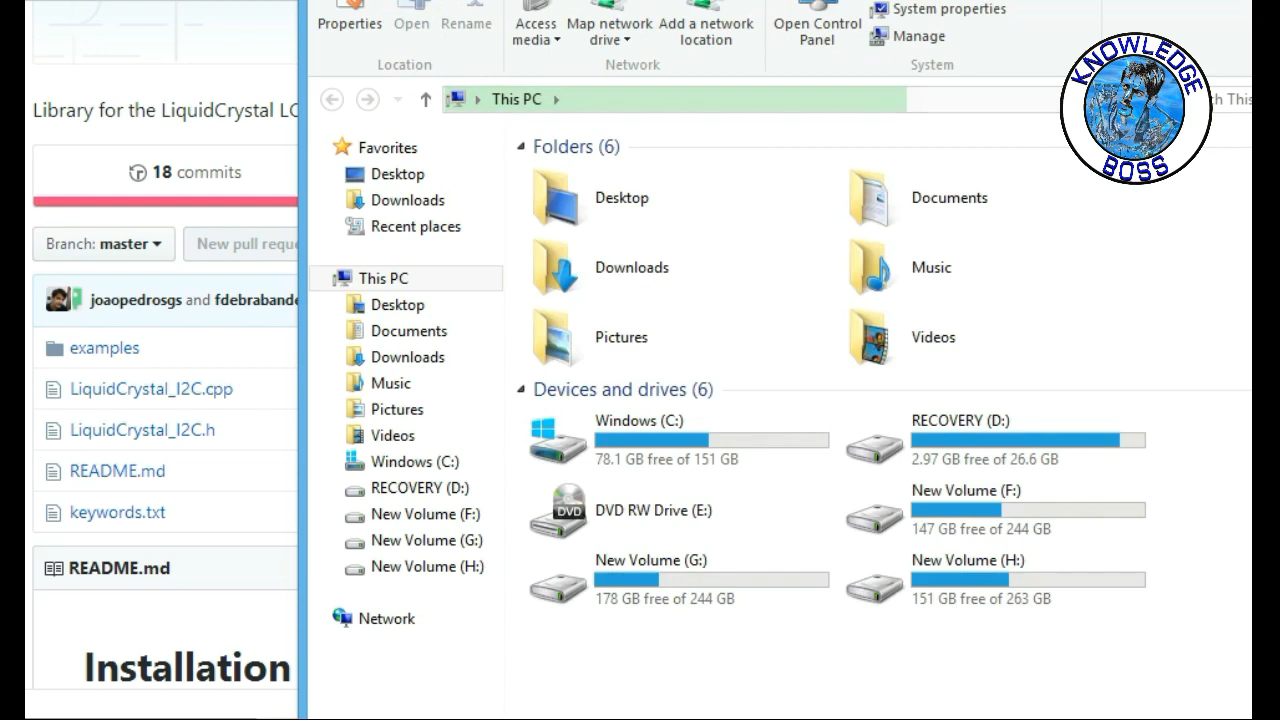 Library for the LiquidCrystal LC
18 commits
Branch: master
New pull reque
joaopedrosgs and fdebrabande
examples
LiquidCrystal_I2C.cpp
LiquidCrystal_I2C.h
README.md
keywords.txt
README.md
Installation
Properties
Open
Rename
Access media
Map network drive
Add a network location
Open Control Panel
System properties
Manage
Location
Network
System
This PC
ch This
KNOWLEDGE
BOSS
Favorites
Desktop
Downloads
Recent places
This PC
Desktop
Documents
Downloads
Music
Pictures
Videos
Windows (C:)
RECOVERY (D:)
New Volume (F:)
New Volume (G:)
New Volume (H:)
Network
Folders (6)
Desktop
Documents
Downloads
Music
Pictures
Videos
Devices and drives (6)
Windows (C:)
78.1 GB free of 151 GB
RECOVERY (D:)
2.97 GB free of 26.6 GB
DVD
DVD RW Drive (E:)
New Volume (F:)
147 GB free of 244 GB
New Volume (G:)
178 GB free of 244 GB
New Volume (H:)
151 GB free of 263 GB